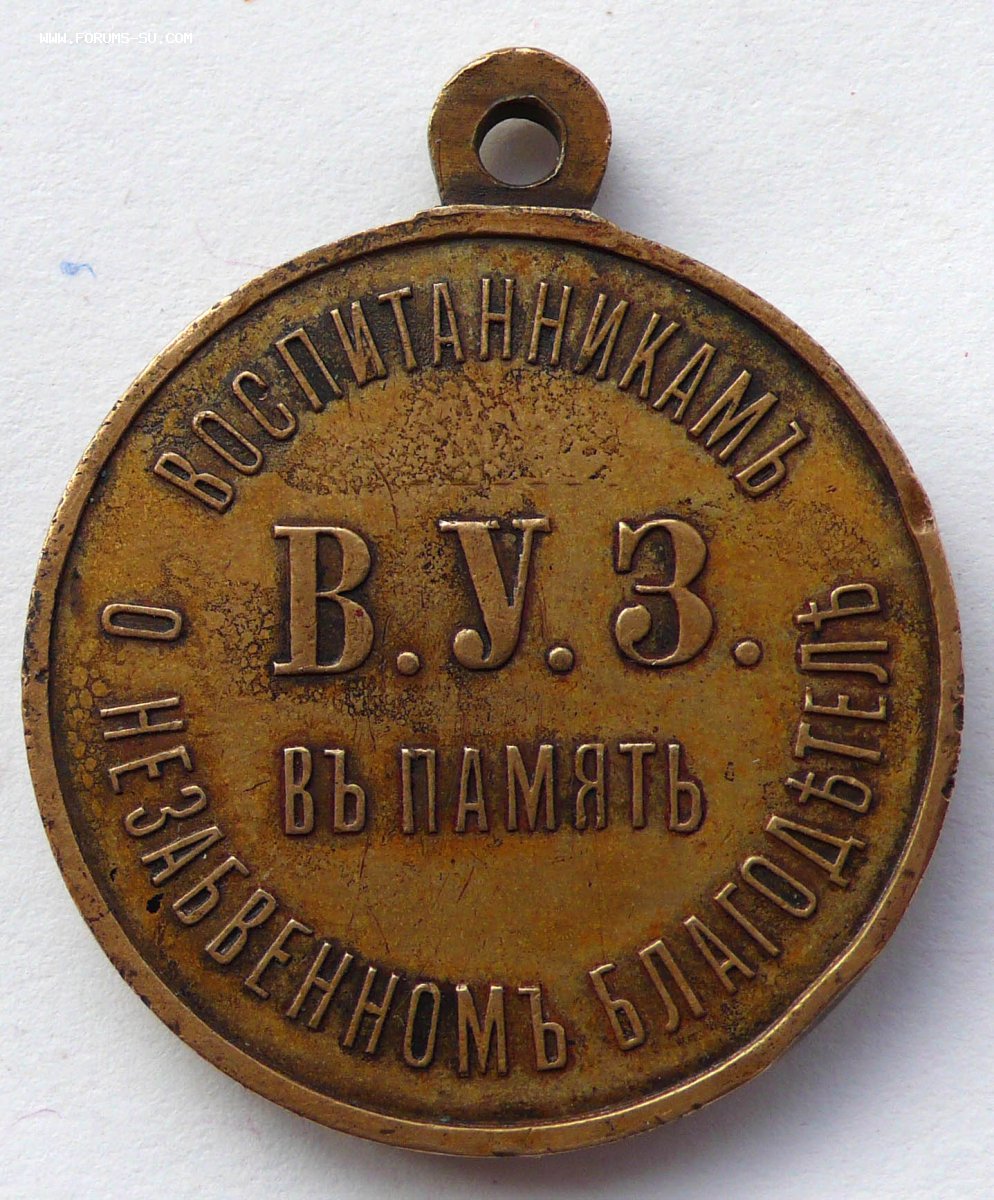 WWW.FORUMS-SU.COM
ВОСПИТАННИКАМЪ
В.У.З.
ВЪ ПАМЯТЬ
О НЕЗАБВЕННОМЪ БЛАГОДѢТЕЛѢ